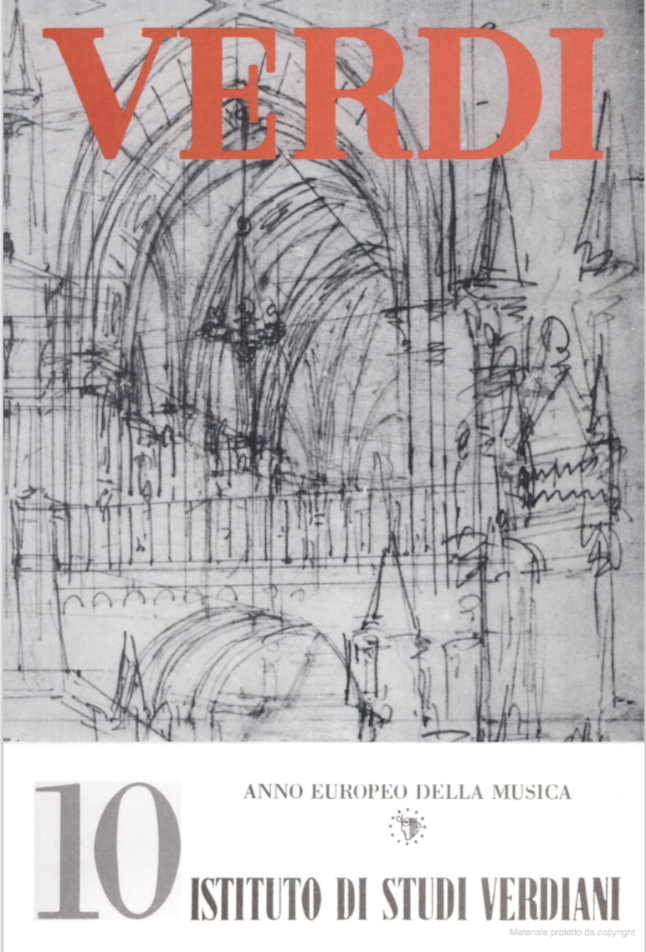 VERDI
10
ANNO EUROPEO DELLA MUSICA
ISTITUTO DI STUDI VERDIANI
Materiale protetto da copyright